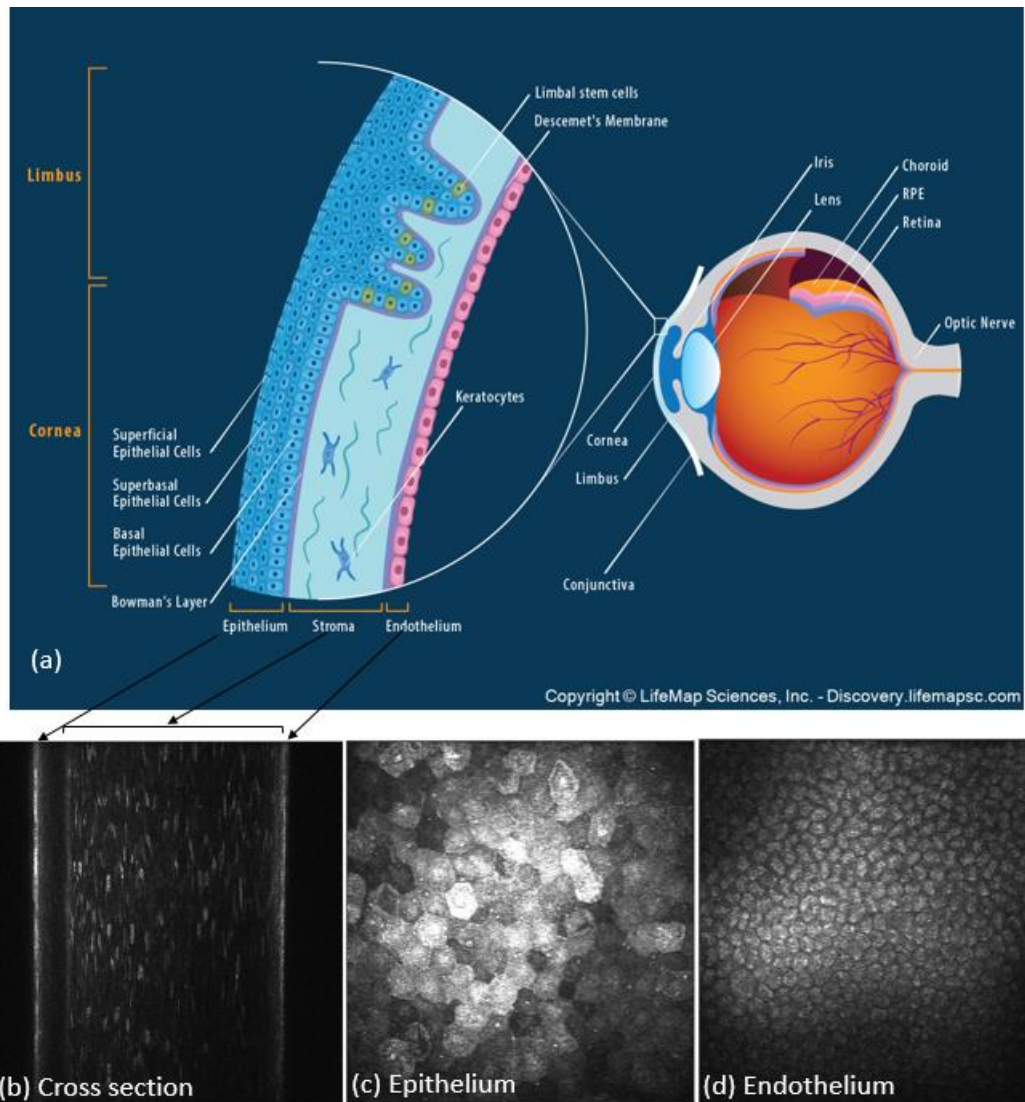 Limbal stem cells
Descemet's Membrane
Limbus
Iris
Lens
Choroid
RPE
Retina
Optic Nerve
Keratocytes
Cornea
Superficial
Epithelial Cells
Superbasal
Epithelial Cells
Basal
Epithelial Cells
Bowman's Layer
Cornea
Limbus
Conjunctiva
Epithelium
Stroma
Endothelium
(a)
Copyright © LifeMap Sciences, Inc. - Discovery.lifemapsc.com
(b) Cross section
(c) Epithelium
(d) Endothelium